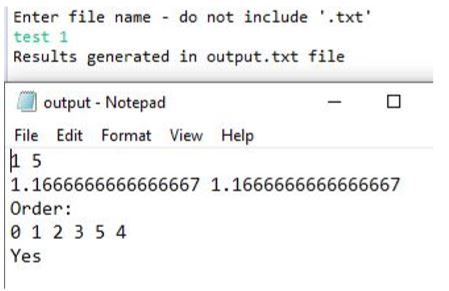 Enter file name - do not include '.txt'
test 1
Results generated in output.txt file
output - Notepad
File Edit Format View Help
1 5
1.1666666666666667 1.1666666666666667
Order:
0 1 2 3 5 4
Yes